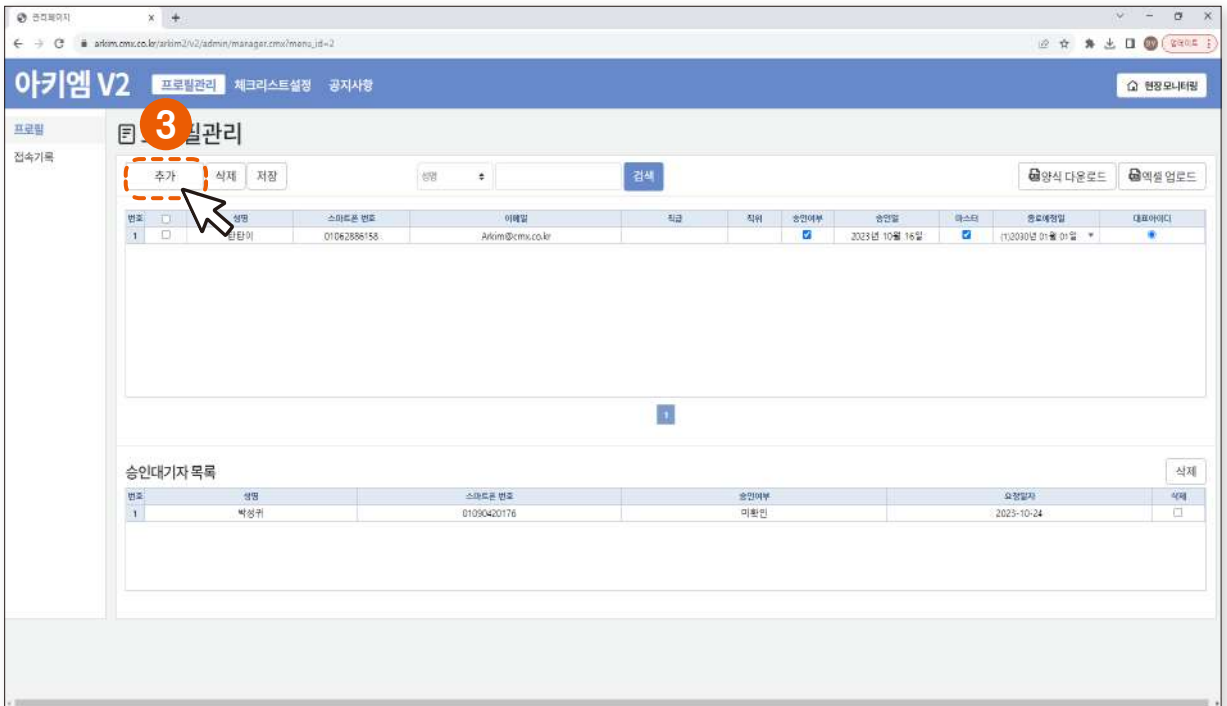 관리페이지
arkim.cmx.co.kr/arkim2/v2/admin/manager.cmx?menu_id=2
업데이트
아키엠 V2 프로필관리 체크리스트설정 공지사항 현장모니터링
프로필
접속기록
3
필관리
추가 삭제 저장 성명 검색 양식 다운로드 엑셀 업로드
번호 성명 스마트폰 번호 이메일 직급 직위 승인여부 승인일 마스터 종료예정일 대표아이디
1 탄탄이 01062886158 Arkim@cmx.co.kr 2023년 10월 16일 (1)2030년 01월 01일
1
승인대기자 목록 삭제
번호 성명 스마트폰 번호 승인여부 요청일자 삭제
1 박성귀 01090420176 미확인 2023-10-24